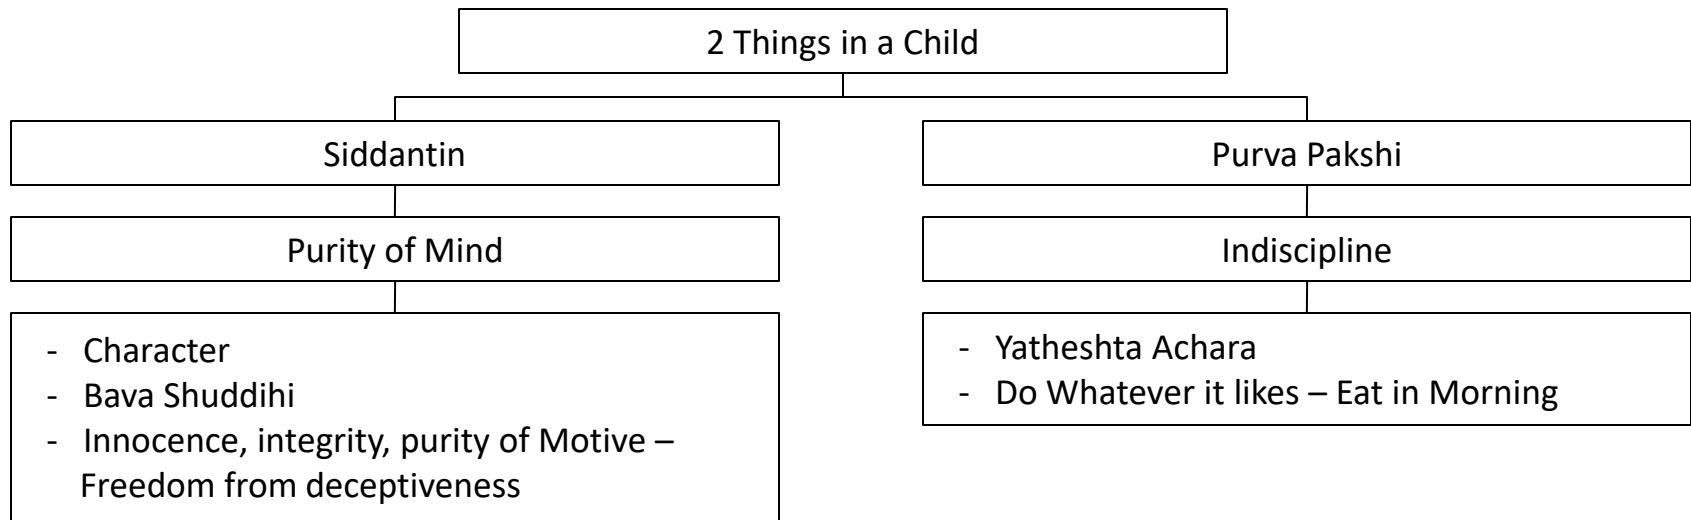 2 Things in a Child
Siddantin
Purva Pakshi
Purity of Mind
Indiscipline
- Character
- Bava Shuddihi
- Innocence, integrity, purity of Motive –
Freedom from deceptiveness
- Yatheshta Achara
- Do Whatever it likes – Eat in Morning